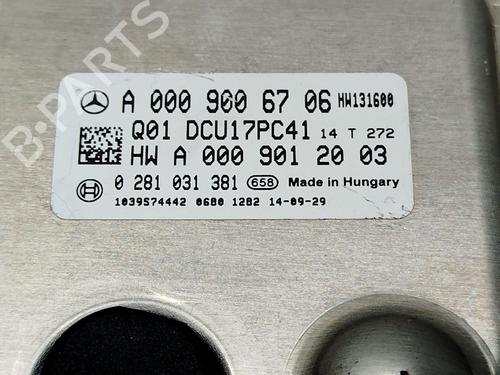 B-PARTS
A 000 900 67 06 HW131600
Q01 DCU17PC41 14 T 272
HW A 000 901 20 03
0 281 031 381 658 Made in Hungary
1039S74442 0680 1282 14-09-29